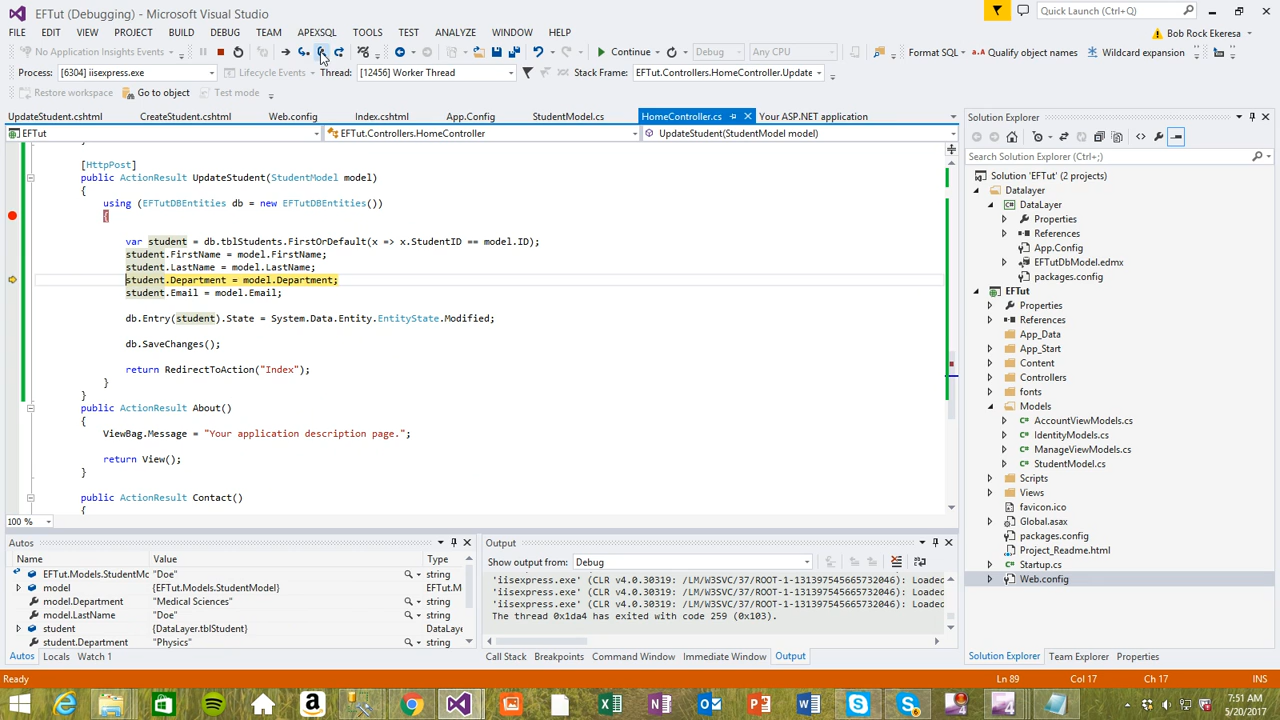 EFTut (Debugging) - Microsoft Visual Studio
Quick Launch (Ctrl+Q)
FILE EDIT VIEW PROJECT BUILD DEBUG TEAM APEXSQL TOOLS TEST ANALYZE WINDOW HELP
Bob Rock Ekeresa
No Application Insights Events Continue Debug Any CPU Format SQL Qualify object names Wildcard expansion
Process: [6304] iisexpress.exe Lifecycle Events Thread: [12456] Worker Thread Stack Frame: EFTut.Controllers.HomeController.Update
Restore workspace Go to object Test mode
UpdateStudent.cshtml CreateStudent.cshtml Web.config Index.cshtml App.Config StudentModel.cs HomeController.cs Your ASP.NET application
EFTut EFTut.Controllers.HomeController UpdateStudent(StudentModel model)
[HttpPost]
public ActionResult UpdateStudent(StudentModel model)
{
using (EFTutDBEntities db = new EFTutDBEntities())
{
var student = db.tblStudents.FirstOrDefault(x => x.StudentID == model.ID);
student.FirstName = model.FirstName;
student.LastName = model.LastName;
student.Department = model.Department;
student.Email = model.Email;
db.Entry(student).State = System.Data.Entity.EntityState.Modified;
db.SaveChanges();
return RedirectToAction("Index");
}
}
public ActionResult About()
{
ViewBag.Message = "Your application description page.";
return View();
}
public ActionResult Contact()
{
100 %
Solution Explorer
Search Solution Explorer (Ctrl+;)
Solution 'EFTut' (2 projects)
Datalayer
DataLayer
Properties
References
App.Config
EFTutDbModel.edmx
packages.config
EFTut
Properties
References
App_Data
App_Start
Content
Controllers
fonts
Models
AccountViewModels.cs
IdentityModels.cs
ManageViewModels.cs
StudentModel.cs
Scripts
Views
favicon.ico
Global.asax
packages.config
Project_Readme.html
Startup.cs
Web.config
Solution Explorer Team Explorer Properties
Autos
Name Value Type
EFTut.Models.StudentMc "Doe" string
model {EFTut.Models.StudentModel} EFTut.M
model.Department "Medical Sciences" string
model.LastName "Doe" string
student {DataLayer.tblStudent} DataLaye
student.Department "Physics" string
Autos Locals Watch 1
Output
Show output from: Debug
'iisexpress.exe' (CLR v4.0.30319: /LM/W3SVC/37/ROOT-1-131397545665732046): Loaded
'iisexpress.exe' (CLR v4.0.30319: /LM/W3SVC/37/ROOT-1-131397545665732046): Loaded
'iisexpress.exe' (CLR v4.0.30319: /LM/W3SVC/37/ROOT-1-131397545665732046): Loaded
The thread 0x1da4 has exited with code 259 (0x103).
Call Stack Breakpoints Command Window Immediate Window Output
Ready Ln 89 Col 17 Ch 17 INS
7:51 AM
5/20/2017